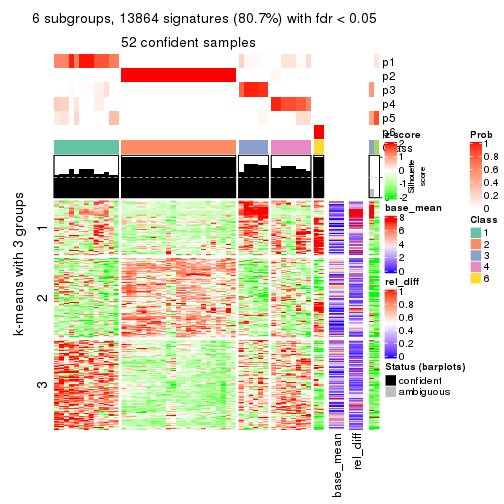 6 subgroups, 13864 signatures (80.7%) with fdr < 0.05
52 confident samples
p1
p2
p3
p4
p5
p6
z-score
2
-2
Class
Silhouette
score
Prob
1
0.8
0.6
0.4
0.2
0
base_mean
8
6
4
2
0
Class
1
2
3
4
6
rel_diff
1
0.8
0.6
0.4
0.2
0
Status (barplots)
confident
ambiguous
k-means with 3 groups
1
2
3
base_mean
rel_diff